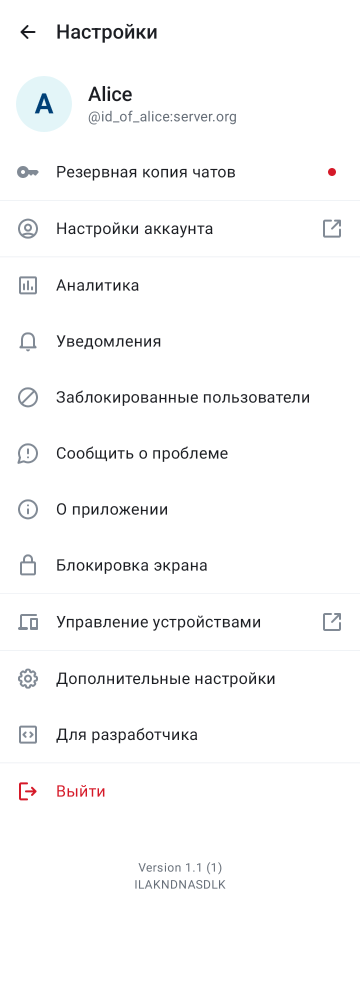 Настройки
A
Alice
@id_of_alice:server.org
Резервная копия чатов
Настройки аккаунта
Аналитика
Уведомления
Заблокированные пользователи
Сообщить о проблеме
О приложении
Блокировка экрана
Управление устройствами
Дополнительные настройки
Для разработчика
Выйти
Version 1.1 (1)
ILAKNDNASDLK